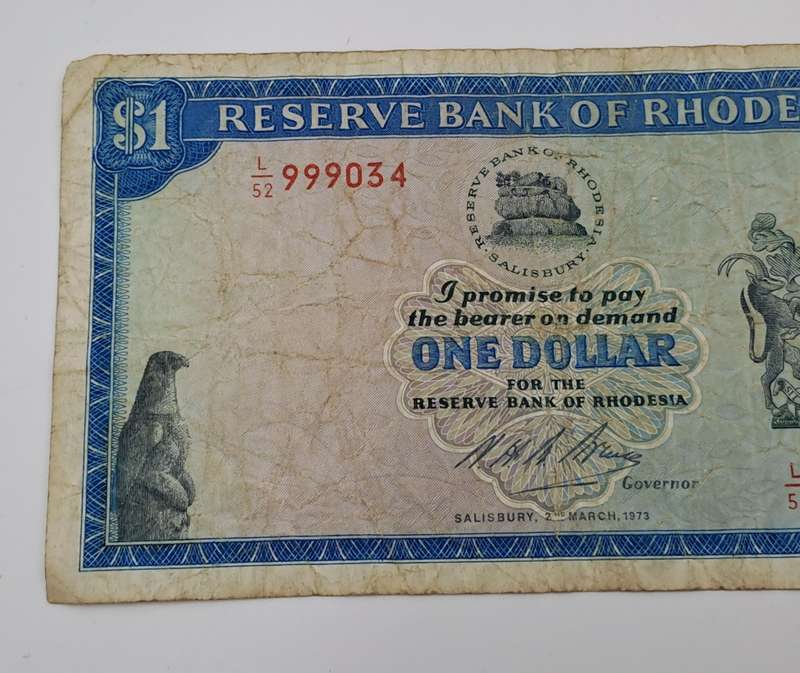 $1 RESERVE BANK OF RHODE
L/52 999034
RESERVE BANK OF RHODESIA
· SALISBURY ·
I promise to pay
the bearer on demand
ONE DOLLAR
FOR THE
RESERVE BANK OF RHODESIA
Governor
SALISBURY, 2ND MARCH, 1973
L
5